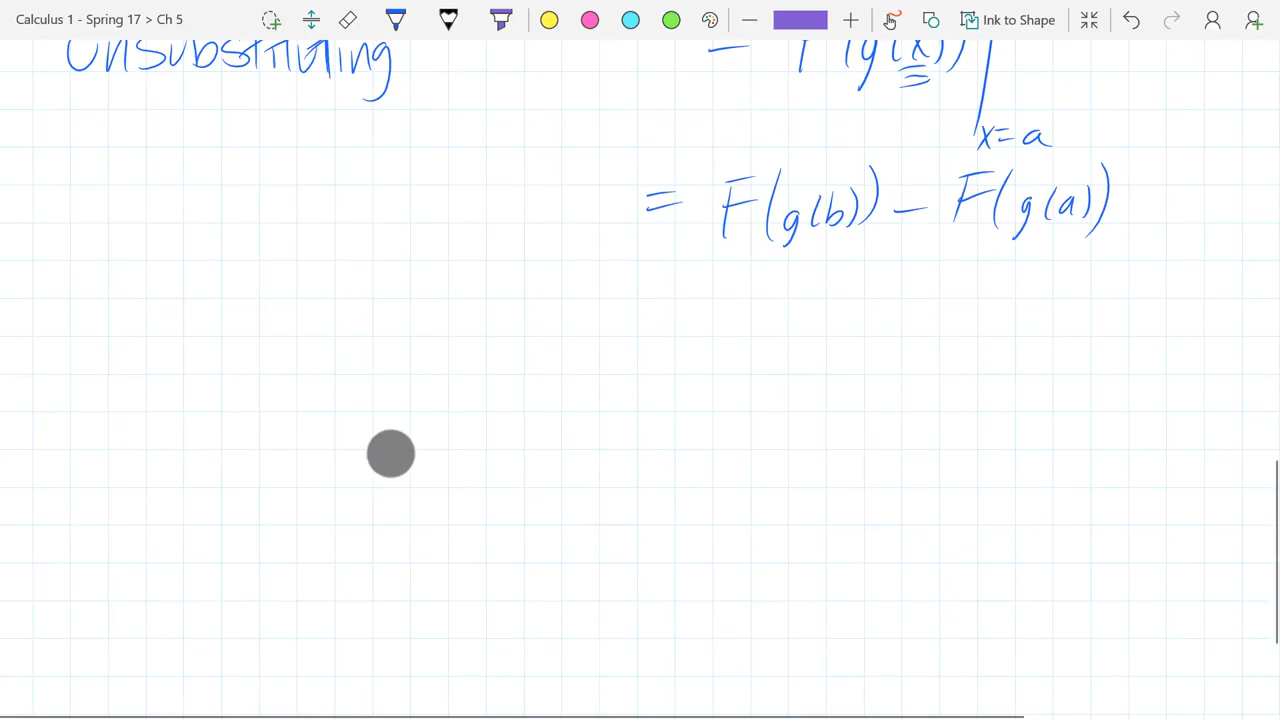 Calculus 1 - Spring 17 > Ch 5
Ink to Shape
Unsubstituting
= F(g(x)) |
x=a
= F(g(b)) - F(g(a))